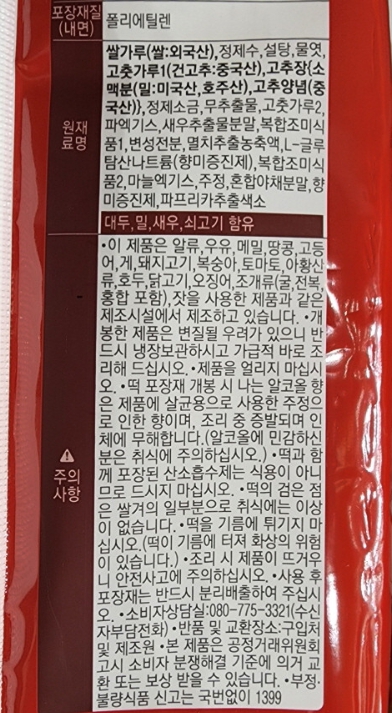 포장재질
(내면)
폴리에틸렌
원재
료명
쌀가루(쌀:외국산),정제수,설탕,물엿,
고춧가루1(건고추:중국산),고추장{소
맥분(밀:미국산,호주산),고추양념(중
국산)},정제소금,무추출물,고춧가루2,
파엑기스,새우추출물분말,복합조미식
품1,변성전분,멸치추출농축액,L-글루
탐산나트륨(향미증진제),복합조미식
품2,마늘엑기스,주정,혼합야채분말,향
미증진제,파프리카추출색소
대두,밀,새우,쇠고기 함유
주의
사항
•이 제품은 알류,우유,메밀,땅콩,고등
어,게,돼지고기,복숭아,토마토,아황산
류,호두,닭고기,오징어,조개류(굴,전복,
홍합 포함),잣을 사용한 제품과 같은
제조시설에서 제조하고 있습니다. •개
봉한 제품은 변질될 우려가 있으니 반
드시 냉장보관하시고 가급적 바로 조
리해 드십시오. •제품을 얼리지 마십시
오. •떡 포장재 개봉 시 나는 알코올 향
은 제품에 살균용으로 사용한 주정으
로 인한 향이며, 조리 중 증발되며 인
체에 무해합니다.(알코올에 민감하신
분은 취식에 주의하십시오.) •떡과 함
께 포장된 산소흡수제는 식용이 아니
므로 드시지 마십시오. •떡의 검은 점
은 쌀겨의 일부분으로 취식에는 이상
이 없습니다. •떡을 기름에 튀기지 마
십시오.(떡이 기름에 터져 화상의 위험
이 있습니다.) •조리 시 제품이 뜨거우
니 안전사고에 주의하십시오. •사용 후
포장재는 반드시 분리배출하여 주십시
오. •소비자상담실:080-775-3321(수신
자부담전화) •반품 및 교환장소:구입처
및 제조원 •본 제품은 공정거래위원회
고시 소비자 분쟁해결 기준에 의거 교
환 또는 보상 받을 수 있습니다. •부정·
불량식품 신고는 국번없이 1399